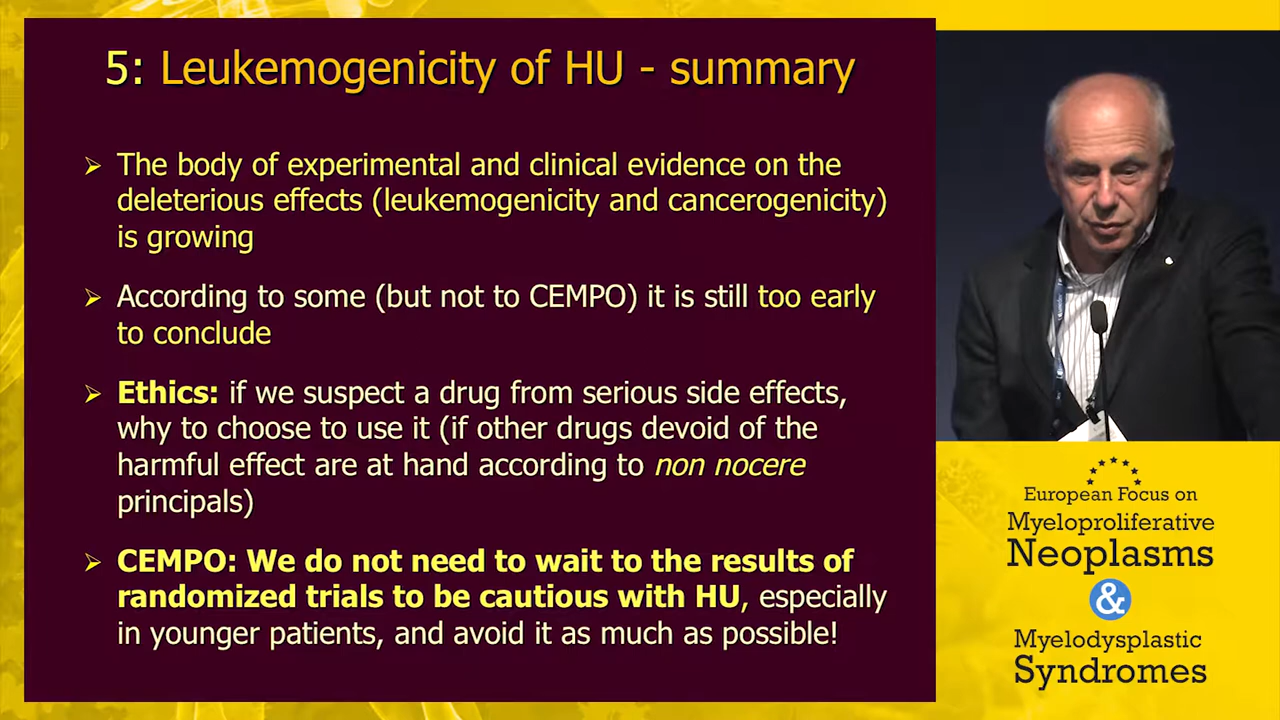 5: Leukemogenicity of HU - summary
The body of experimental and clinical evidence on the
deleterious effects (leukemogenicity and cancerogenicity)
is growing
According to some (but not to CEMPO) it is still too early
to conclude
Ethics: if we suspect a drug from serious side effects,
why to choose to use it (if other drugs devoid of the
harmful effect are at hand according to non nocere
principals)
CEMPO: We do not need to wait to the results of
randomized trials to be cautious with HU, especially
in younger patients, and avoid it as much as possible!
European Focus on
Myeloproliferative
Neoplasms
&
Myelodysplastic
Syndromes